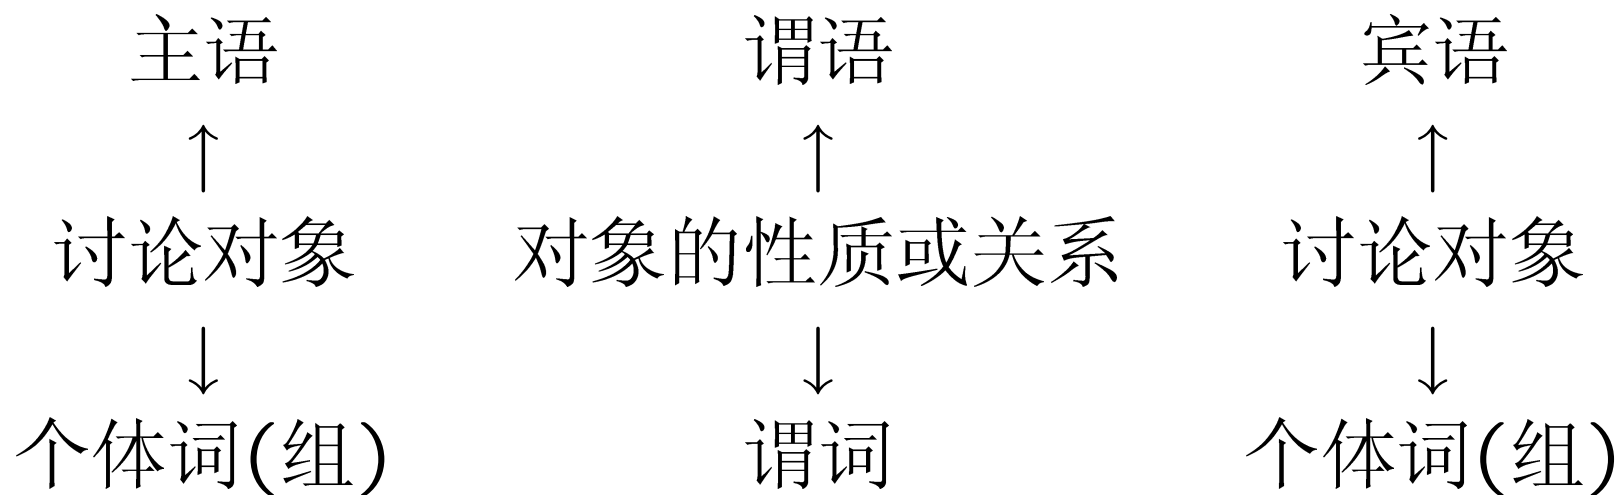 主语 谓语 宾语
↑ ↑ ↑
讨论对象 对象的性质或关系 讨论对象
↓ ↓ ↓
个体词(组) 谓词 个体词(组)